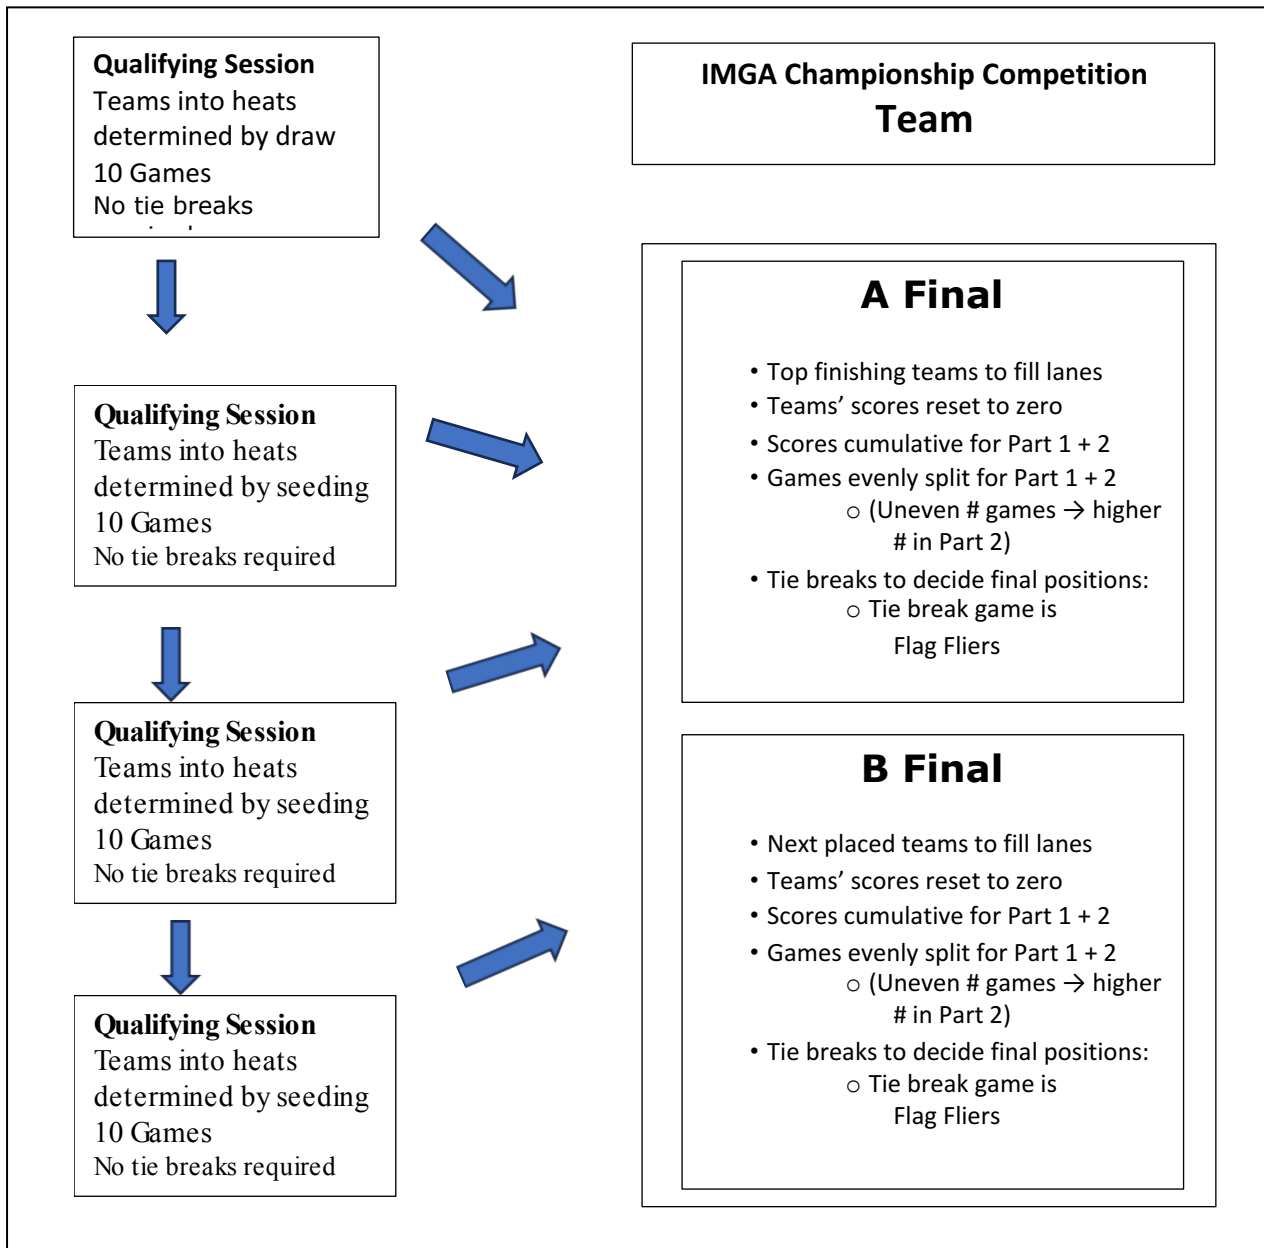 Qualifying Session
Teams into heats
determined by draw
10 Games
No tie breaks
IMGA Championship Competition
Team
Qualifying Session
Teams into heats
determined by seeding
10 Games
No tie breaks required
Qualifying Session
Teams into heats
determined by seeding
10 Games
No tie breaks required
Qualifying Session
Teams into heats
determined by seeding
10 Games
No tie breaks required
A Final
• Top finishing teams to fill lanes
• Teams’ scores reset to zero
• Scores cumulative for Part 1 + 2
• Games evenly split for Part 1 + 2
o (Uneven # games → higher
# in Part 2)
• Tie breaks to decide final positions:
o Tie break game is
Flag Fliers
B Final
• Next placed teams to fill lanes
• Teams’ scores reset to zero
• Scores cumulative for Part 1 + 2
• Games evenly split for Part 1 + 2
o (Uneven # games → higher
# in Part 2)
• Tie breaks to decide final positions:
o Tie break game is
Flag Fliers